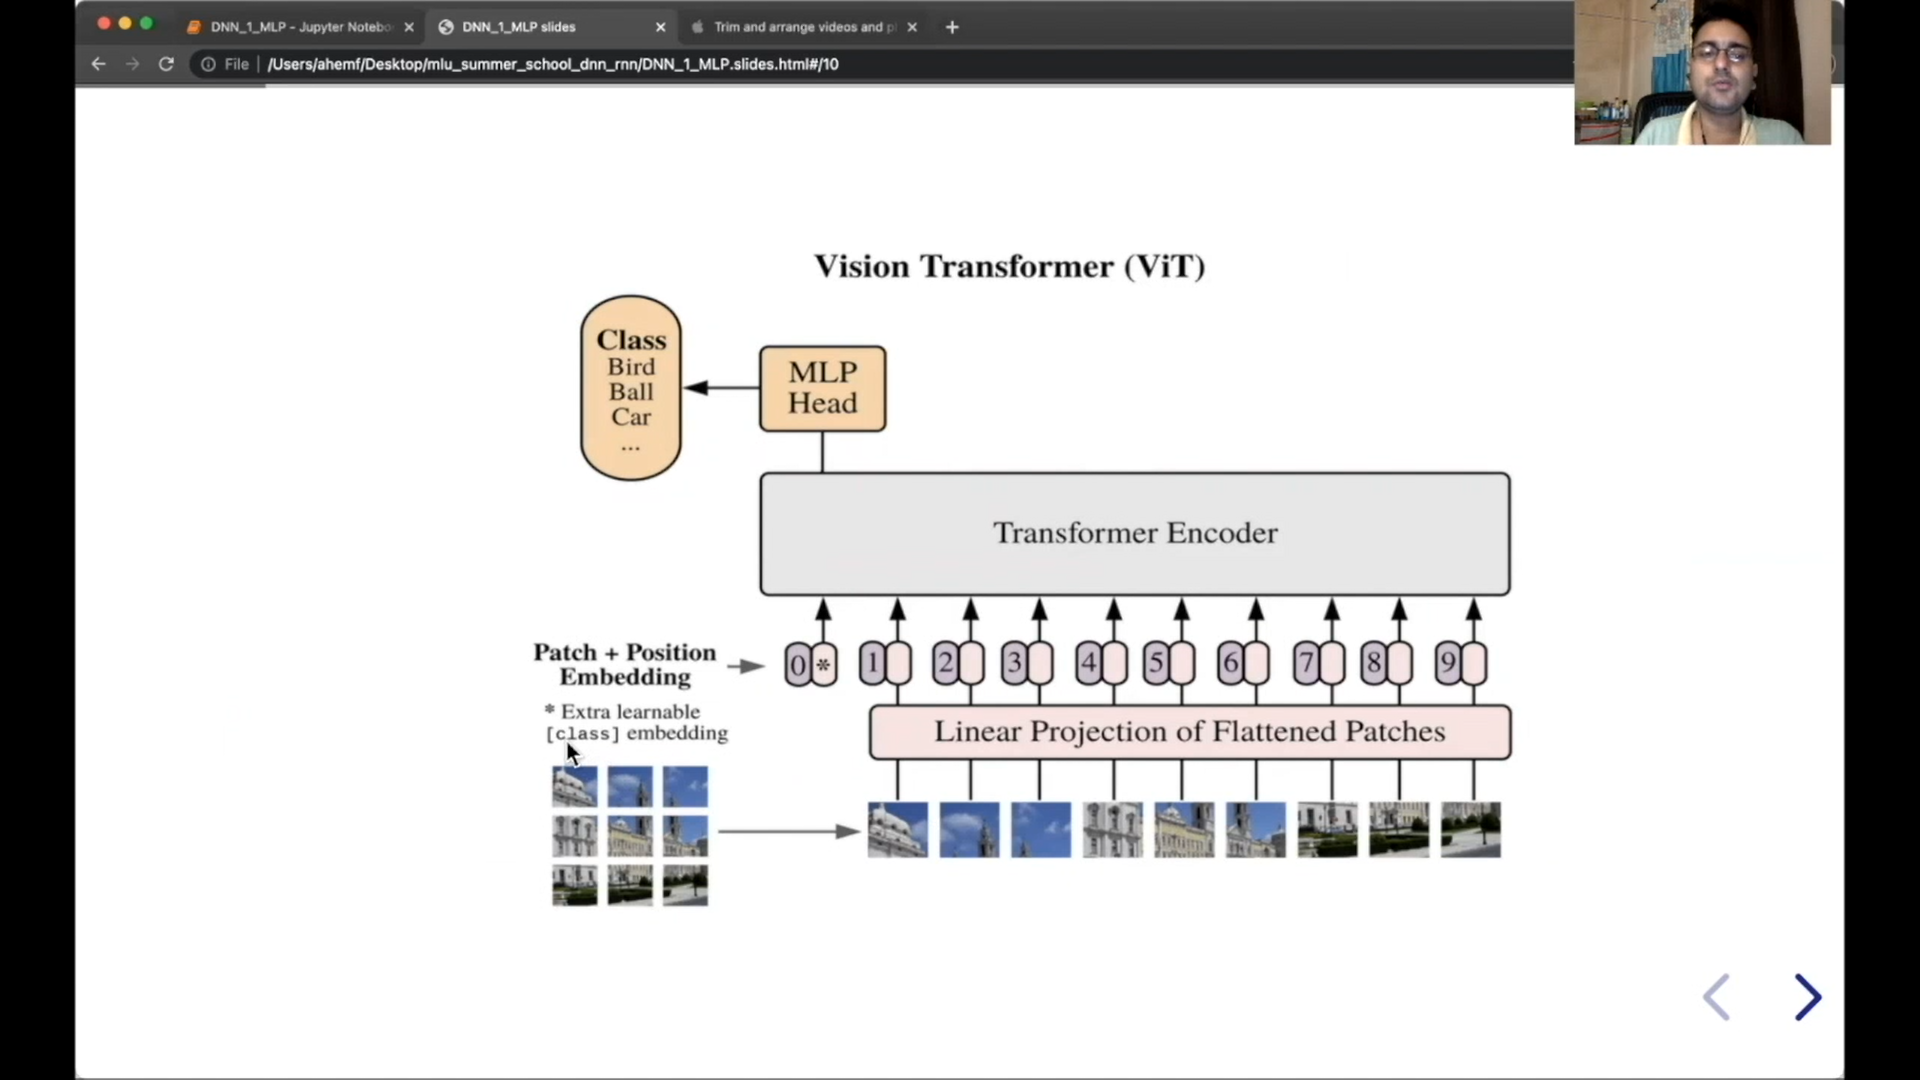 DNN_1_MLP - Jupyter Notebo
DNN_1_MLP slides
Trim and arrange videos and p
File
/Users/ahemf/Desktop/mlu_summer_school_dnn_rnn/DNN_1_MLP.slides.html#/10
Vision Transformer (ViT)
Class
Bird
Ball
Car
...
MLP
Head
Transformer Encoder
Patch + Position
Embedding
0 * 1 2 3 4 5 6 7 8 9
* Extra learnable
[class] embedding
Linear Projection of Flattened Patches